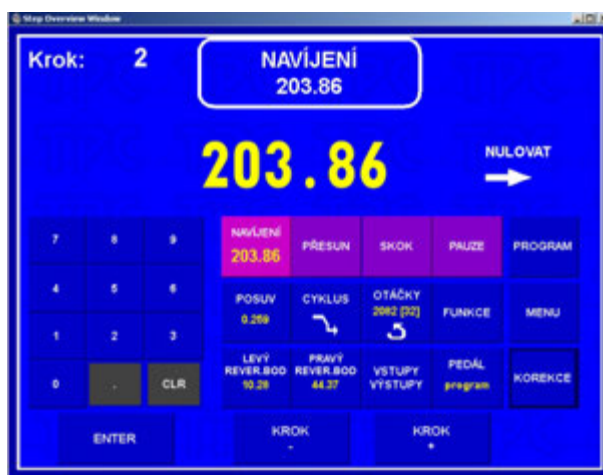 Step Overview Window
Krok: 2
NAVÍJENÍ
203.86
203.86
NULOVAT
7 8 9
NAVÍJENÍ
203.86
PŘESUN
SKOK
PAUZE
PROGRAM
4 5 6
POSUV
0.259
CYKLUS
OTÁČKY
2082 [32]
FUNKCE
MENU
1 2 3
LEVÝ
REVER.BOD
10.28
PRAVÝ
REVER.BOD
44.37
VSTUPY
VÝSTUPY
PEDÁL
program
KOREKCE
0 . CLR
ENTER
KROK
-
KROK
+